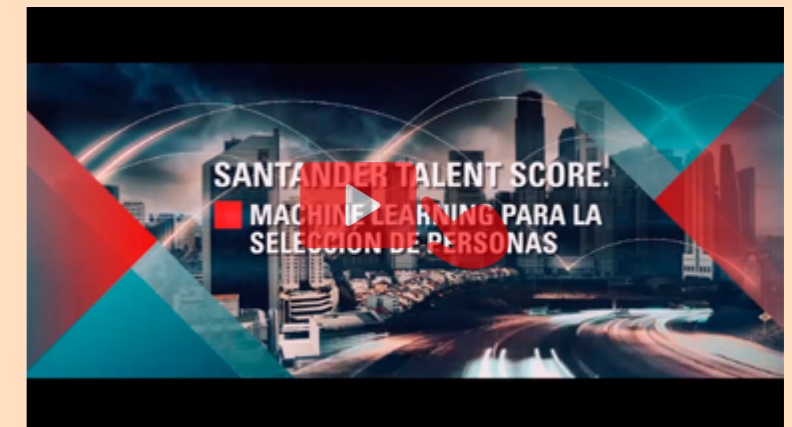 SANTANDER TALENT SCORE:
MACHINE LEARNING PARA LA
SELECCIÓN DE PERSONAS